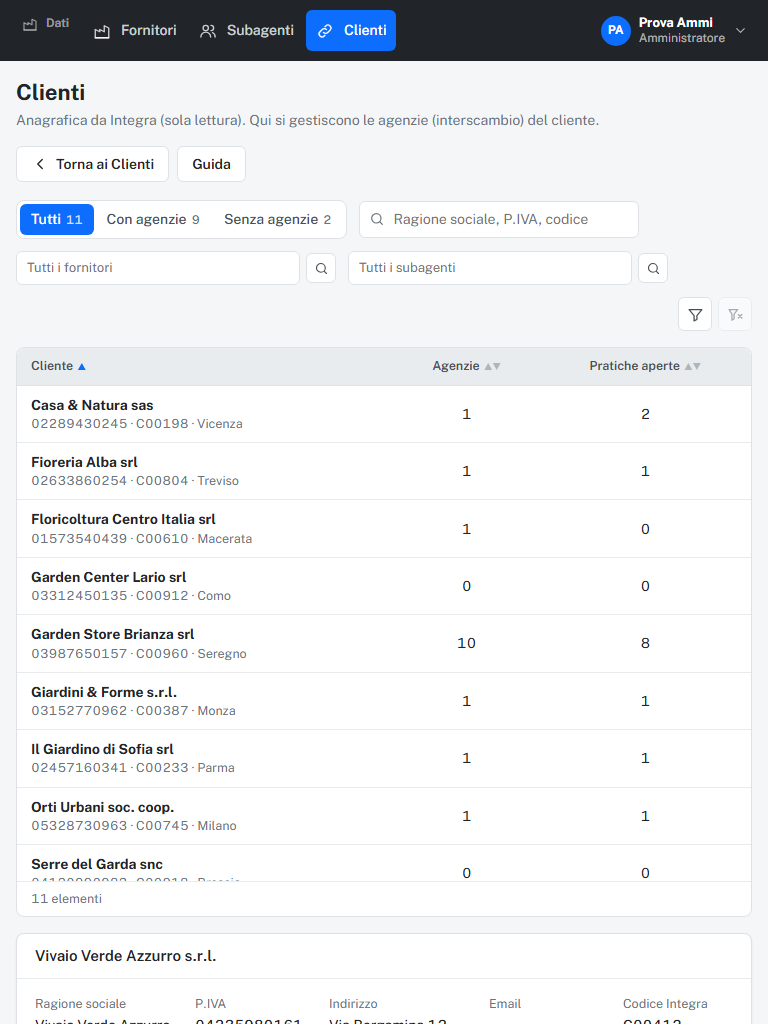 Dati
Fornitori
Subagenti
Clienti
PA
Prova Ammi
Amministratore
Clienti
Anagrafica da Integra (sola lettura). Qui si gestiscono le agenzie (interscambio) del cliente.
Torna ai Clienti
Guida
Tutti 11
Con agenzie 9
Senza agenzie 2
Ragione sociale, P.IVA, codice
Tutti i fornitori
Tutti i subagenti
Cliente ▲
Agenzie ▲▼
Pratiche aperte ▲▼
Casa & Natura sas
02289430245 · C00198 · Vicenza
1
2
Fioreria Alba srl
02633860254 · C00804 · Treviso
1
1
Floricoltura Centro Italia srl
01573540439 · C00610 · Macerata
1
0
Garden Center Lario srl
03312450135 · C00912 · Como
0
0
Garden Store Brianza srl
03987650157 · C00960 · Seregno
10
8
Giardini & Forme s.r.l.
03152770962 · C00387 · Monza
1
1
Il Giardino di Sofia srl
02457160341 · C00233 · Parma
1
1
Orti Urbani soc. coop.
05328730963 · C00745 · Milano
1
1
Serre del Garda snc
0
0
11 elementi
Vivaio Verde Azzurro s.r.l.
Ragione sociale
P.IVA
Indirizzo
Email
Codice Integra
Vivaio Verde Azzurro